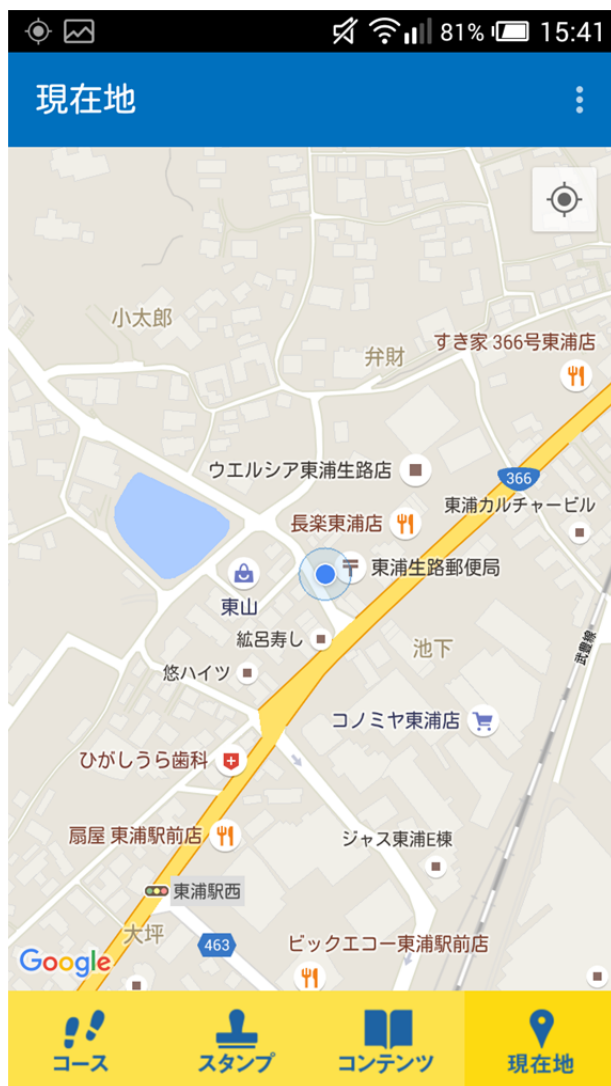 81% 15:41
現在地
小太郎
すき家 366号東浦店
弁財
ウエルシア東浦生路店
366
東浦カルチャービル
長楽東浦店
東浦生路郵便局
東山
絋呂寿し
池下
武豊線
悠ハイツ
コノミヤ東浦店
ひがしうら歯科
扇屋 東浦駅前店
ジャス東浦E棟
東浦駅西
大坪
463
ビックエコー東浦駅前店
Google
コース
スタンプ
コンテンツ
現在地